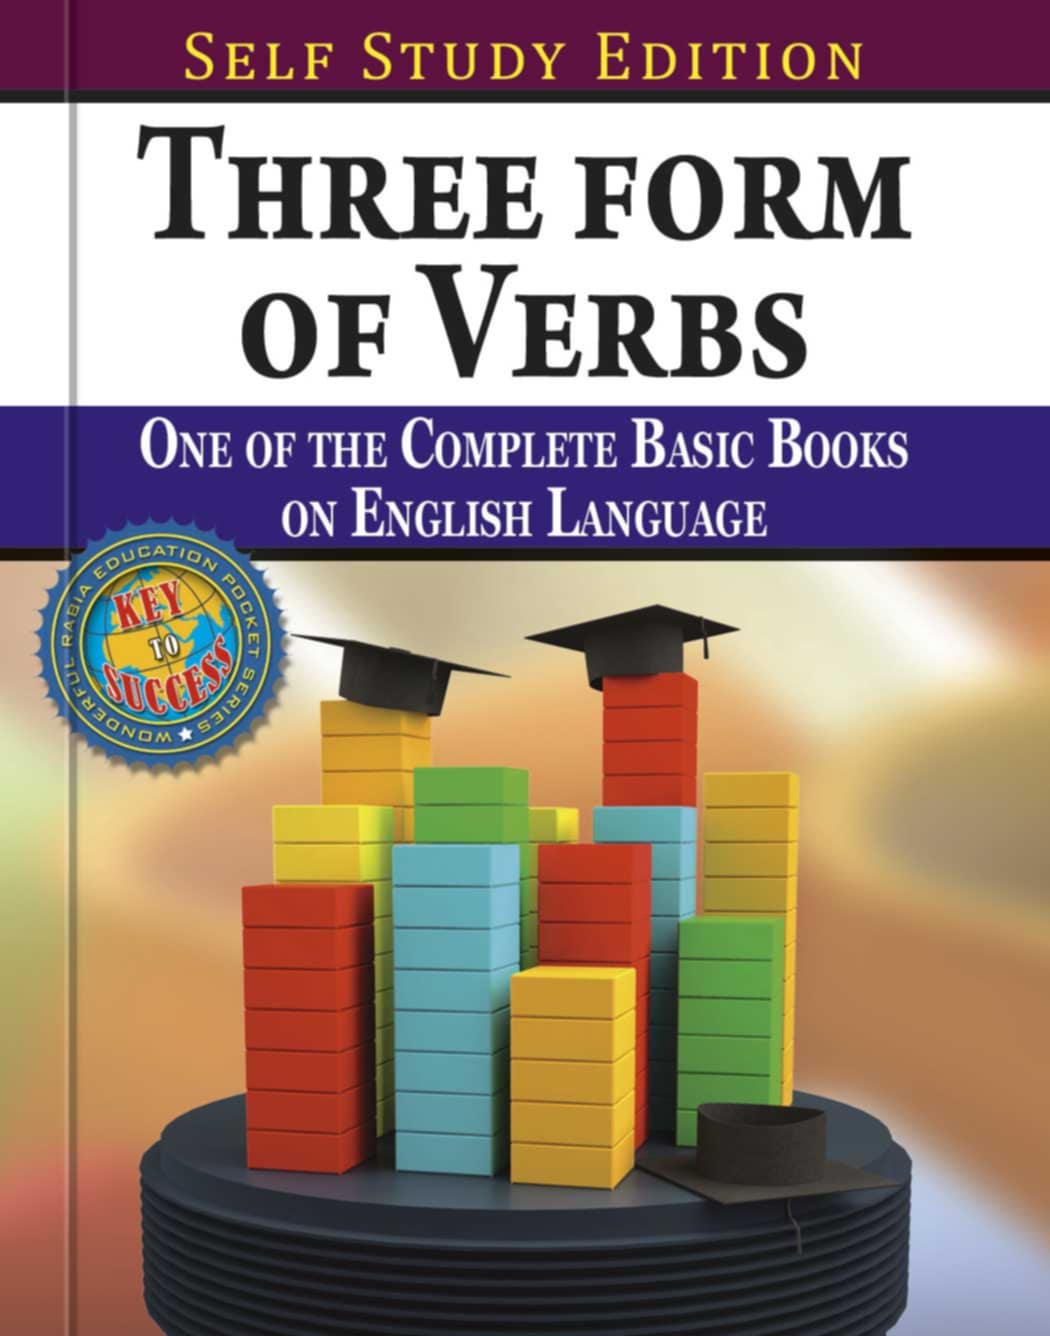 SELF STUDY EDITION
THREE FORM
OF VERBS
ONE OF THE COMPLETE BASIC BOOKS
ON ENGLISH LANGUAGE
WONDERFUL RABIA EDUCATION POCKET SERIES
KEY
TO
SUCCESS